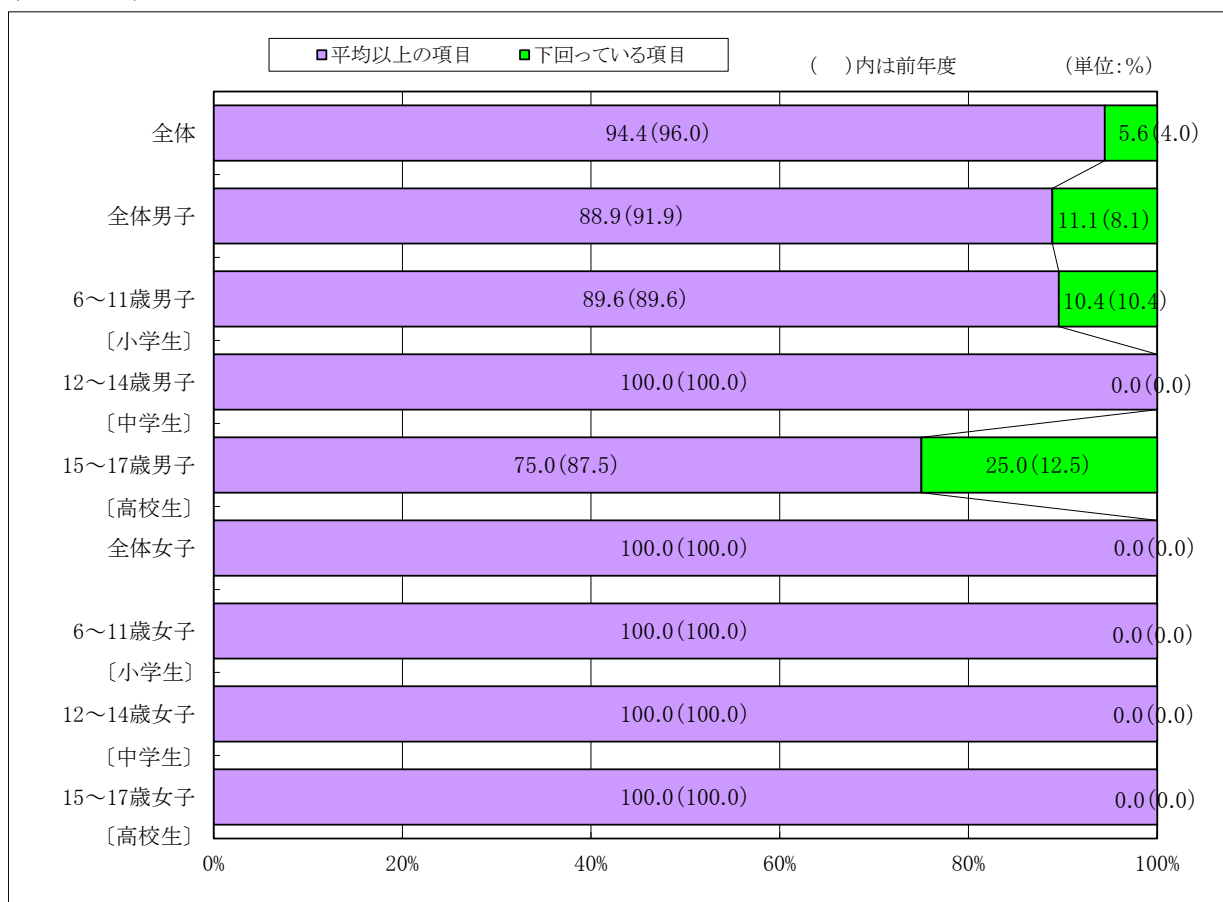 ■平均以上の項目 ■下回っている項目
(　)内は前年度 (単位:%)
全体 94.4(96.0) 5.6(4.0)
全体男子 88.9(91.9) 11.1(8.1)
6～11歳男子 89.6(89.6) 10.4(10.4)
〔小学生〕
12～14歳男子 100.0(100.0) 0.0(0.0)
〔中学生〕
15～17歳男子 75.0(87.5) 25.0(12.5)
〔高校生〕
全体女子 100.0(100.0) 0.0(0.0)
6～11歳女子 100.0(100.0) 0.0(0.0)
〔小学生〕
12～14歳女子 100.0(100.0) 0.0(0.0)
〔中学生〕
15～17歳女子 100.0(100.0) 0.0(0.0)
〔高校生〕
0% 20% 40% 60% 80% 100%